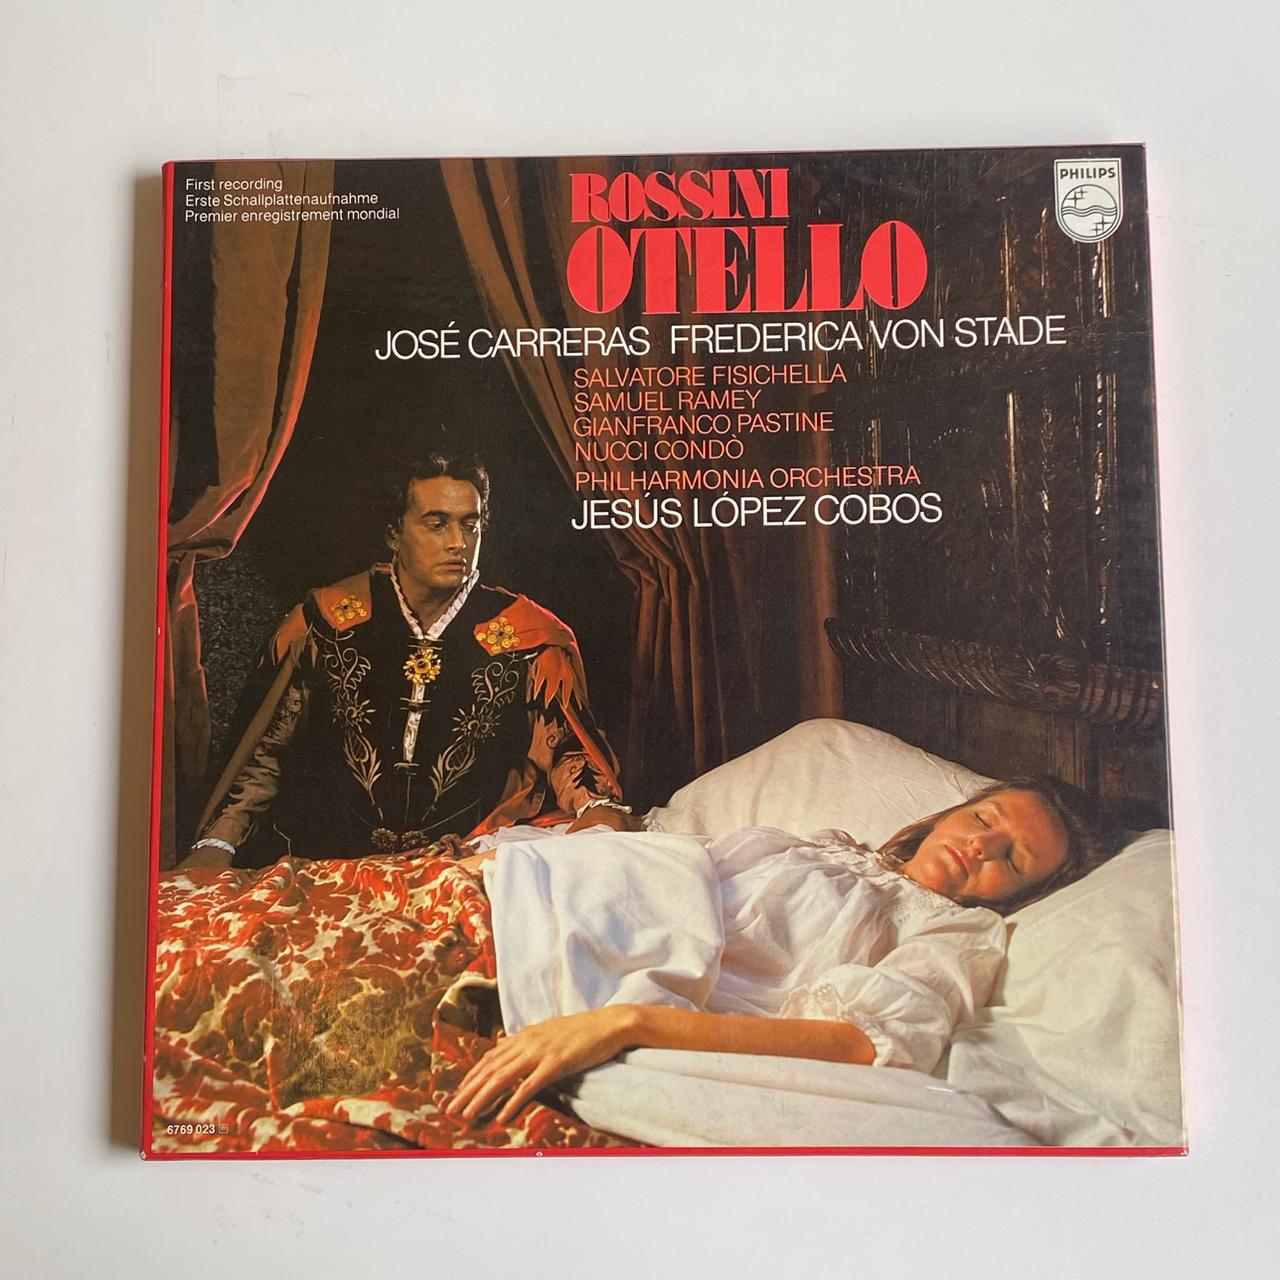 First recording
Erste Schallplattenaufnahme
Premier enregistrement mondial
ROSSINI
OTELLO
PHILIPS
JOSÉ CARRERAS FREDERICA VON STADE
SALVATORE FISICHELLA
SAMUEL RAMEY
GIANFRANCO PASTINE
NUCCI CONDÒ
PHILHARMONIA ORCHESTRA
JESÚS LÓPEZ COBOS
6769 023